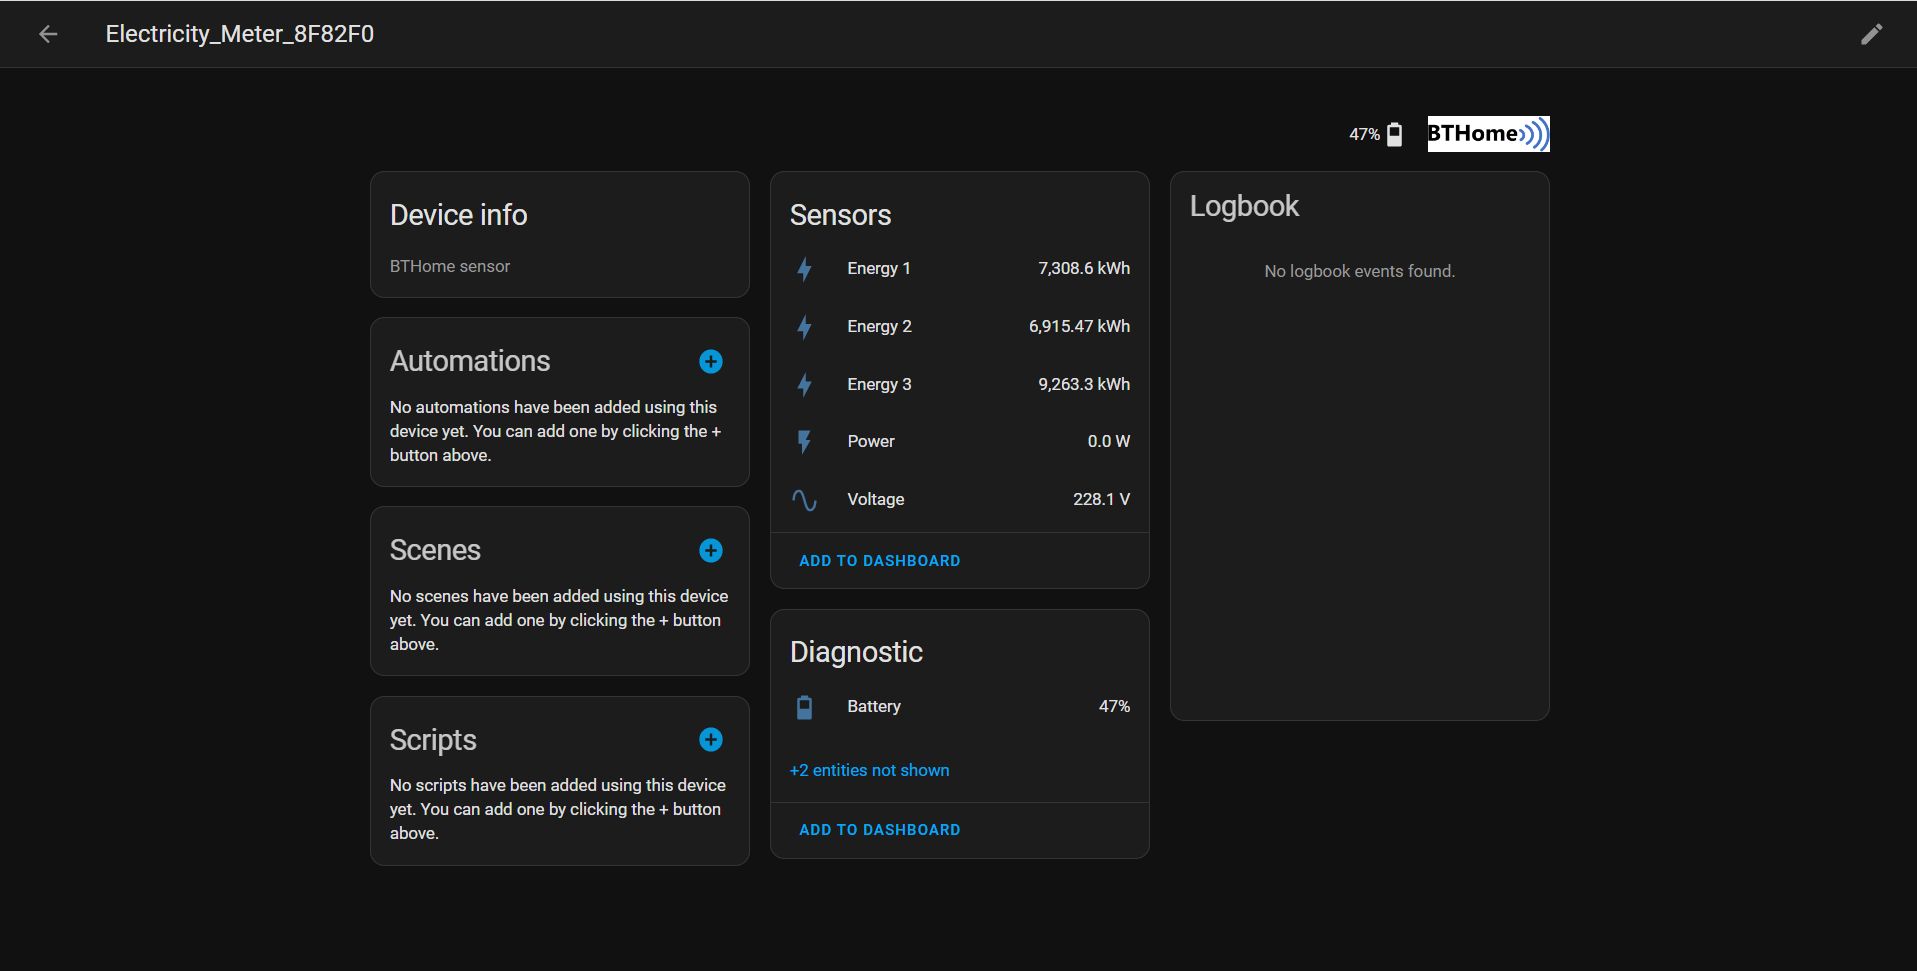 Electricity_Meter_8F82F0
47%
BTHome
Device info
BTHome sensor
Automations
No automations have been added using this
device yet. You can add one by clicking the +
button above.
Scenes
No scenes have been added using this device
yet. You can add one by clicking the + button
above.
Scripts
No scripts have been added using this device
yet. You can add one by clicking the + button
above.
Sensors
Energy 1 7,308.6 kWh
Energy 2 6,915.47 kWh
Energy 3 9,263.3 kWh
Power 0.0 W
Voltage 228.1 V
ADD TO DASHBOARD
Diagnostic
Battery 47%
+2 entities not shown
ADD TO DASHBOARD
Logbook
No logbook events found.